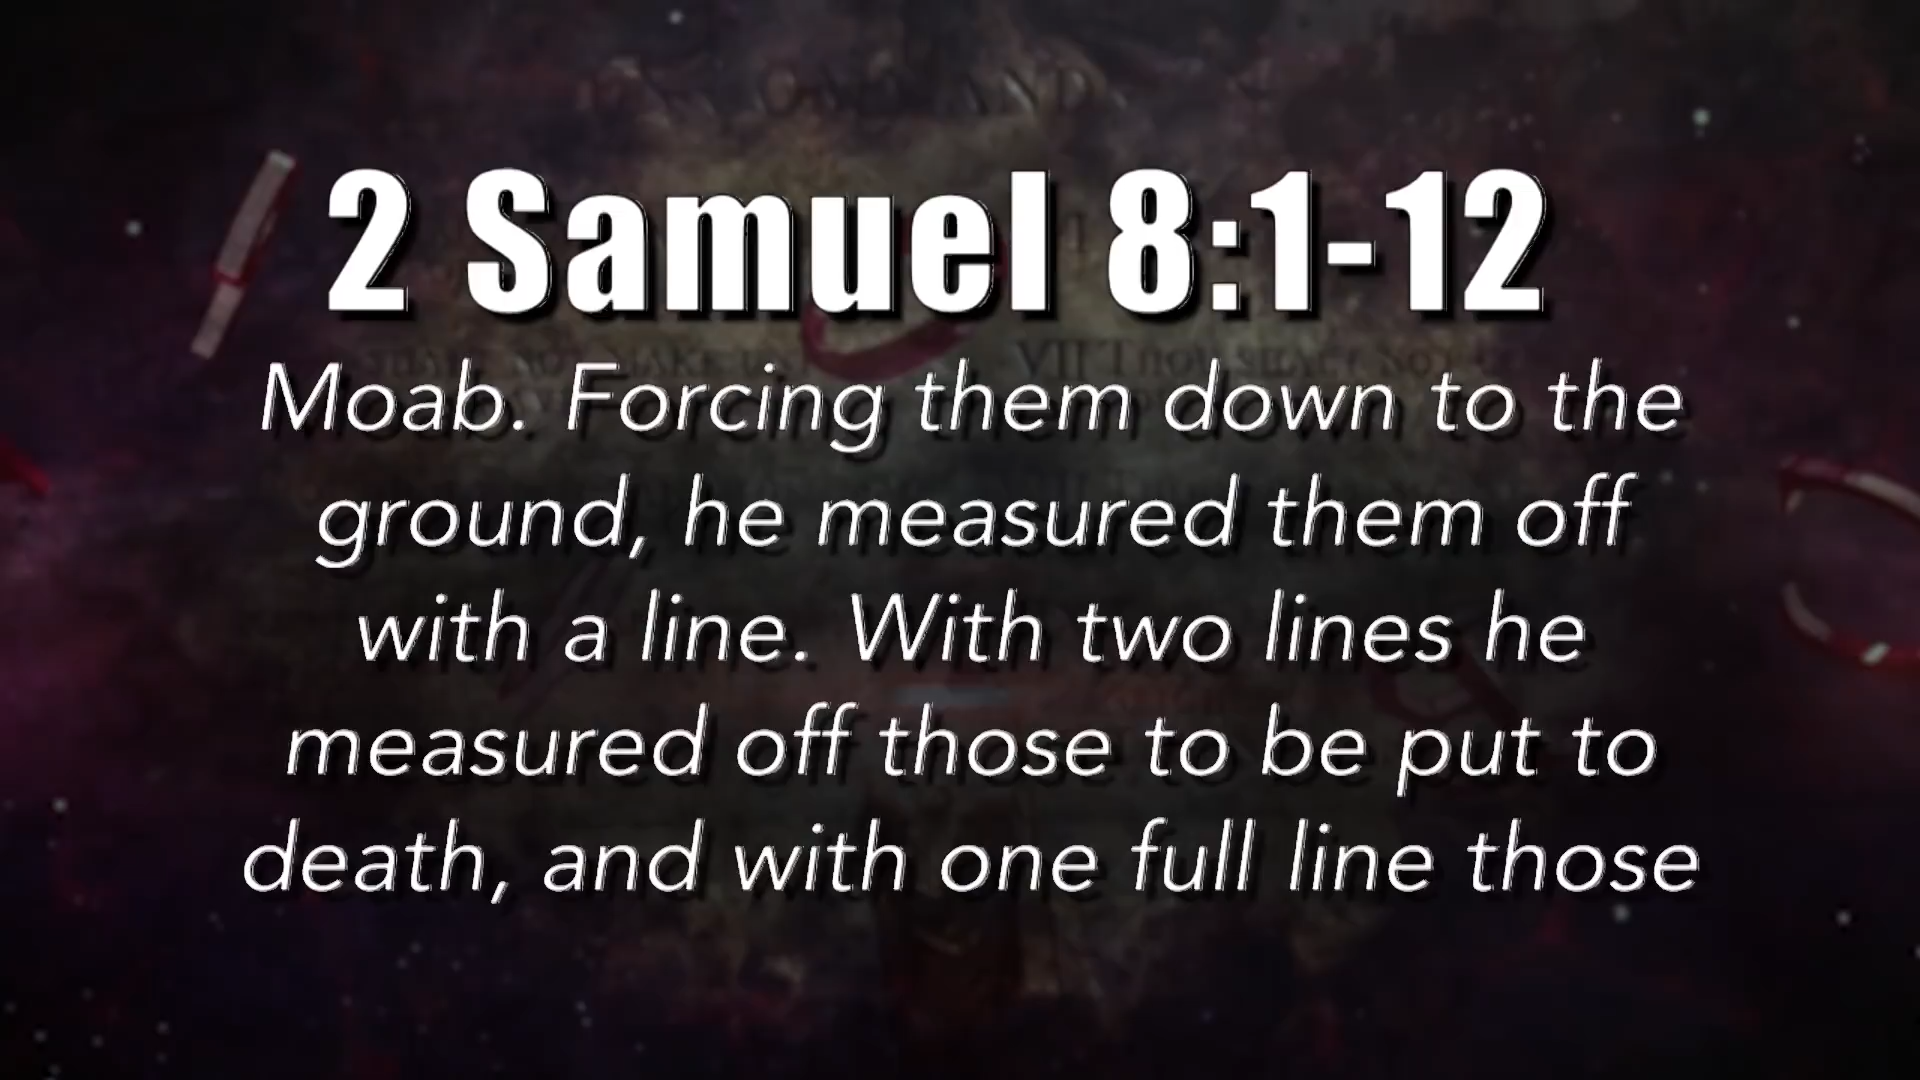 2 Samuel 8:1-12
Moab. Forcing them down to the
ground, he measured them off
with a line. With two lines he
measured off those to be put to
death, and with one full line those